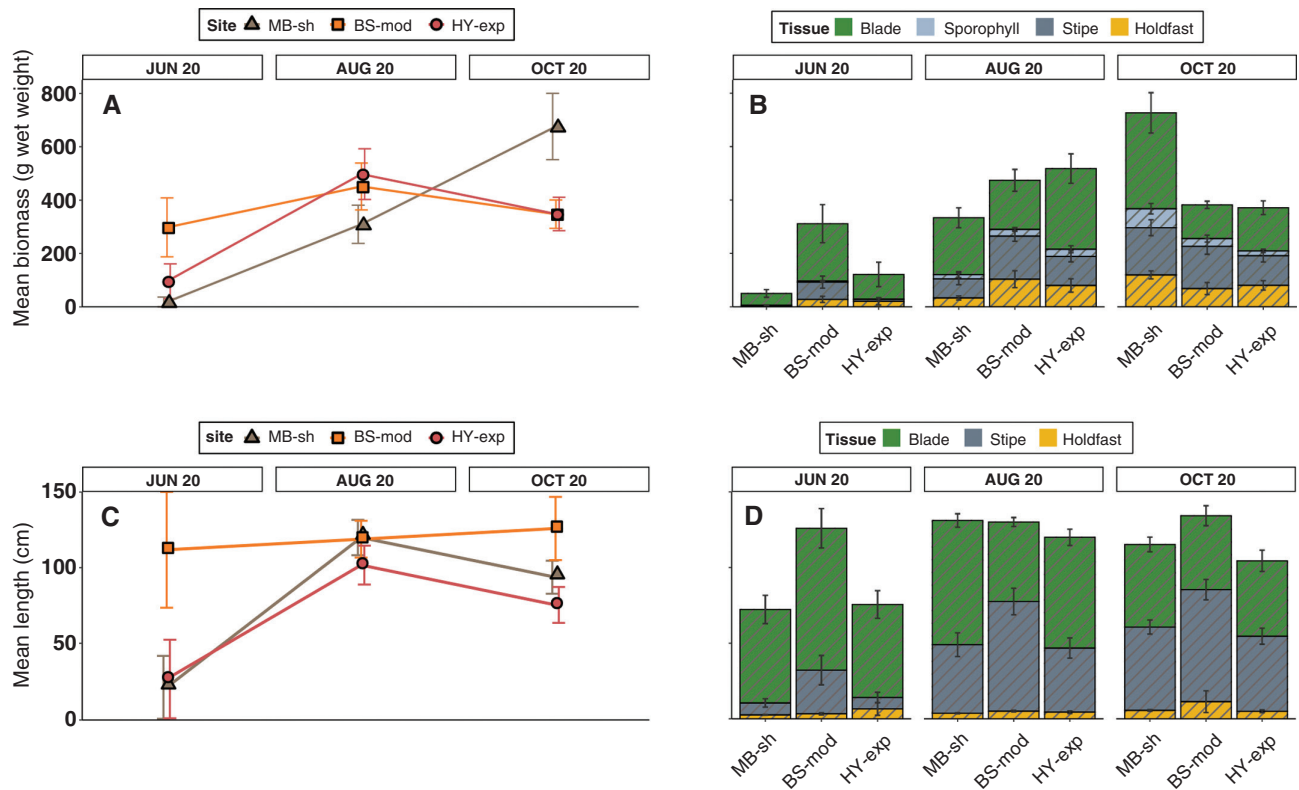 Site MB-sh BS-mod HY-exp
Tissue Blade Sporophyll Stipe Holdfast
JUN 20 AUG 20 OCT 20
JUN 20 AUG 20 OCT 20
A
B
Mean biomass (g wet weight)
800
600
400
200
0
MB-sh BS-mod HY-exp MB-sh BS-mod HY-exp MB-sh BS-mod HY-exp
site MB-sh BS-mod HY-exp
Tissue Blade Stipe Holdfast
JUN 20 AUG 20 OCT 20
JUN 20 AUG 20 OCT 20
C
D
Mean length (cm)
150
100
50
0
MB-sh BS-mod HY-exp MB-sh BS-mod HY-exp MB-sh BS-mod HY-exp